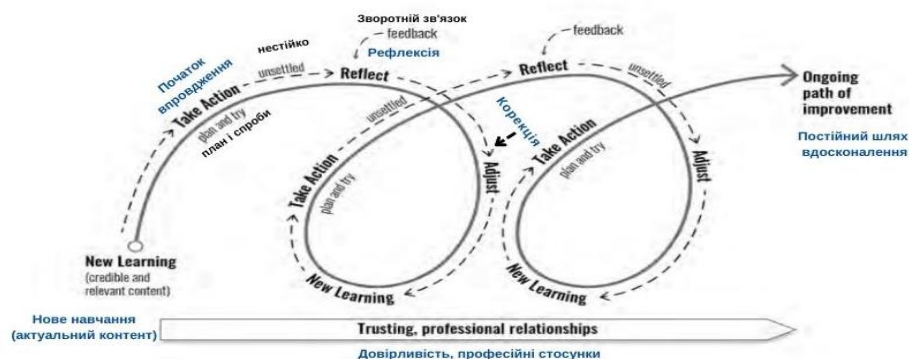 Зворотній зв'язок
feedback
feedback
нестійко
Рефлексія
Початок
впровдження
unsettled
Reflect
Take Action
plan and try
план і спроби
unsettled
Reflect
unsettled
Корекція
Take Action
plan and try
Adjust
Take Action
plan and try
Adjust
Ongoing
path of
improvement
Постійний шлях
вдосконалення
New Learning
(credible and
relevant content)
New Learning
New Learning
Нове навчання
(актуальний контент)
Trusting, professional relationships
Довірливість, професійні стосунки